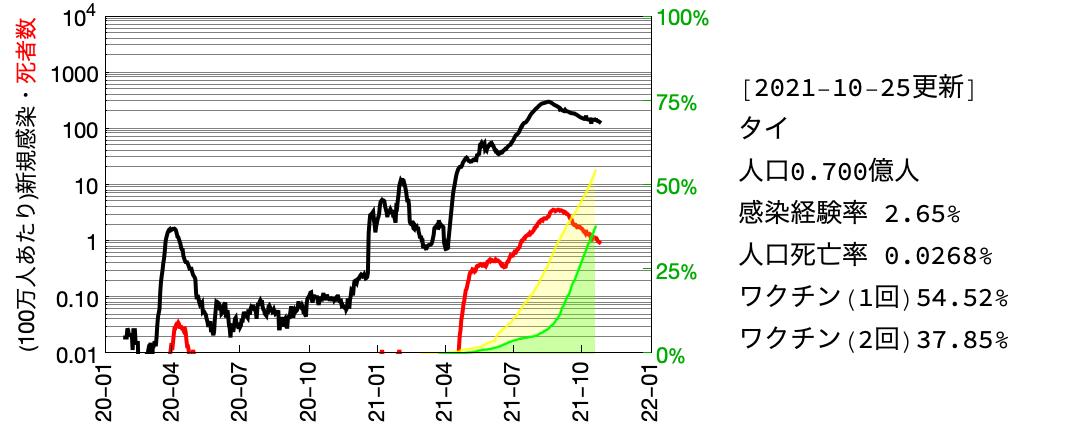 (100万人あたり)新規感染・死者数
10^4
1000
100
10
1
0.10
0.01
100%
75%
50%
25%
0%
20-01
20-04
20-07
20-10
21-01
21-04
21-07
21-10
22-01
[2021-10-25更新]
タイ
人口0.700億人
感染経験率 2.65%
人口死亡率 0.0268%
ワクチン(1回)54.52%
ワクチン(2回)37.85%